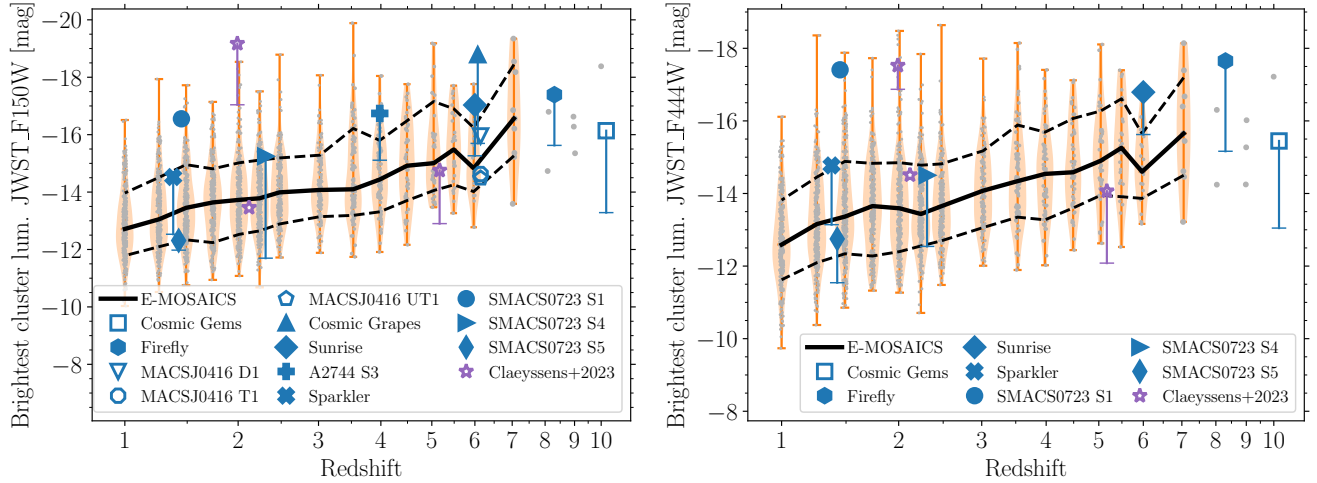 Brightest cluster lum. JWST_F150W [mag]
−20
−18
−16
−14
−12
−10
−8
E-MOSAICS
Cosmic Gems
Firefly
MACSJ0416 D1
MACSJ0416 T1
MACSJ0416 UT1
Cosmic Grapes
Sunrise
A2744 S3
Sparkler
SMACS0723 S1
SMACS0723 S4
SMACS0723 S5
Claeyssens+2023
1 2 3 4 5 6 7 8 9 10
Redshift
Brightest cluster lum. JWST_F444W [mag]
−18
−16
−14
−12
−10
−8
E-MOSAICS
Cosmic Gems
Firefly
Sunrise
Sparkler
SMACS0723 S1
SMACS0723 S4
SMACS0723 S5
Claeyssens+2023
1 2 3 4 5 6 7 8 9 10
Redshift